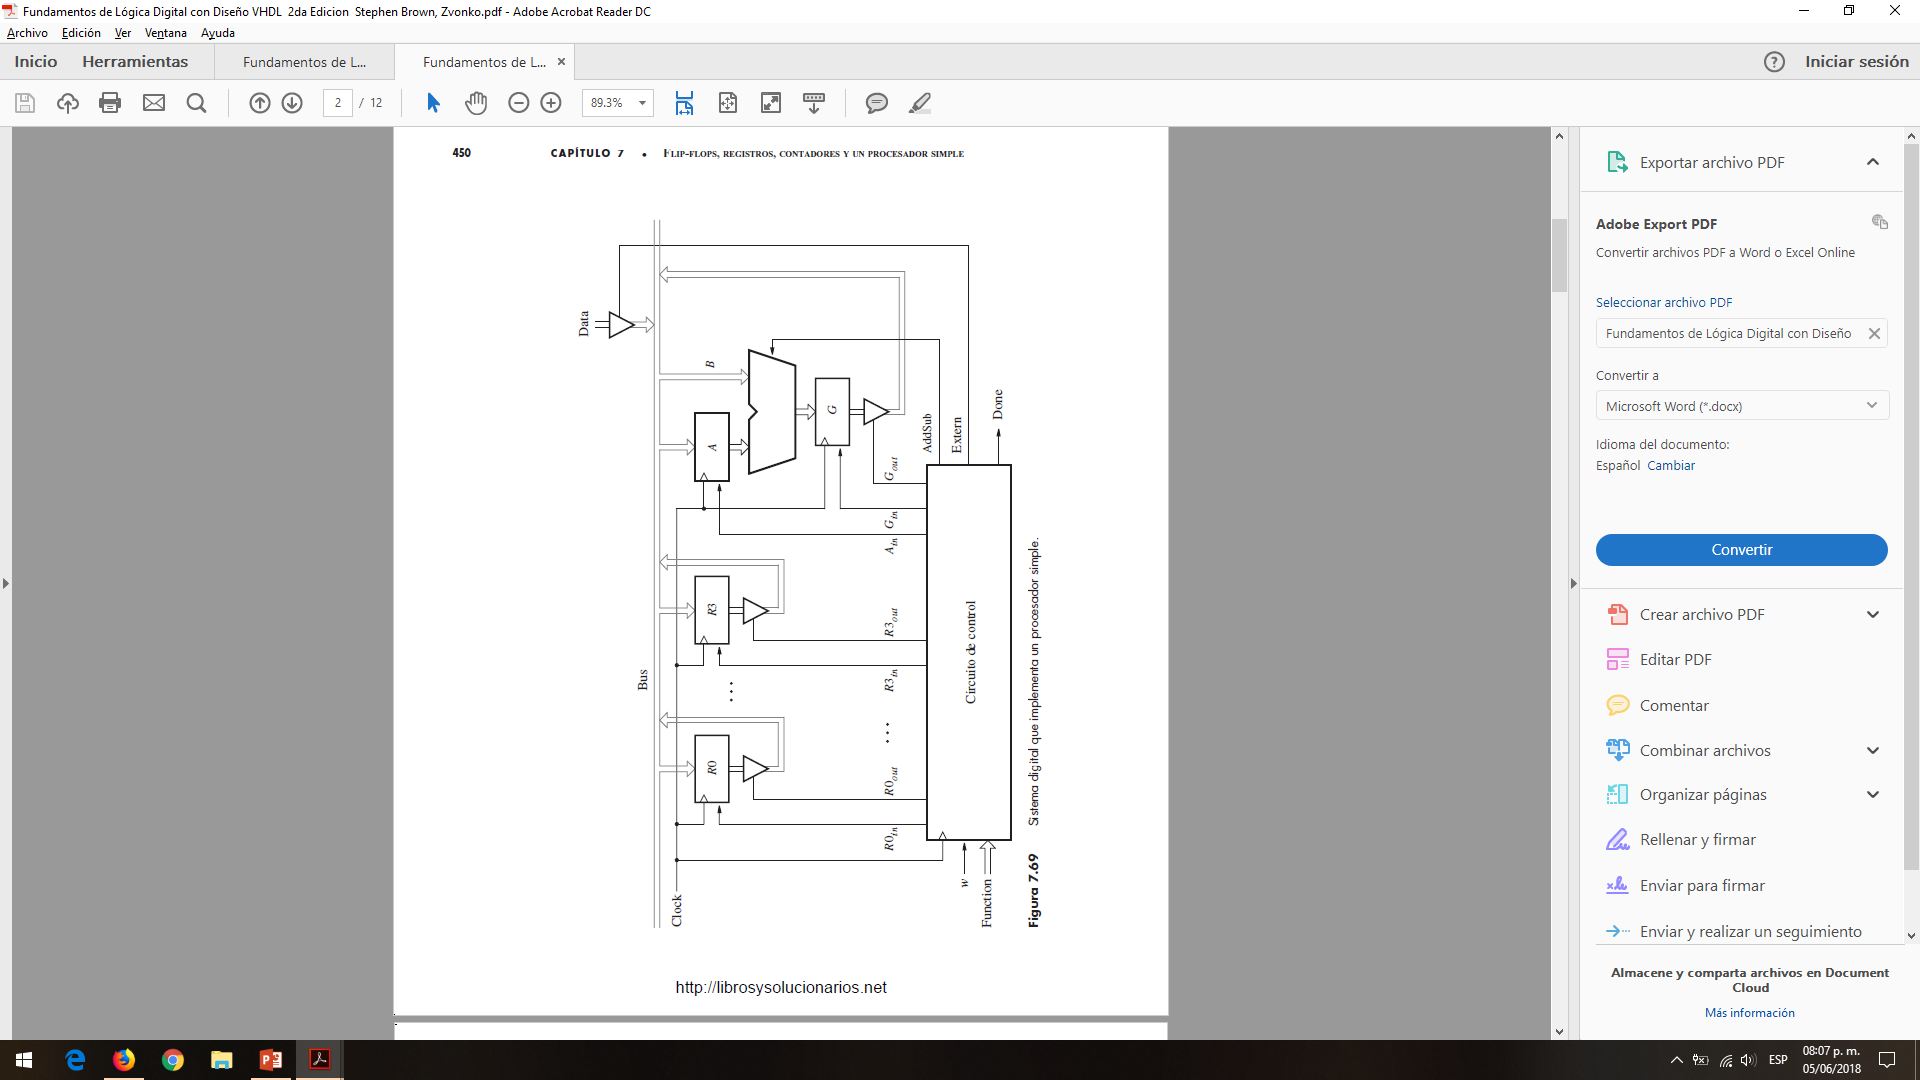 Fundamentos de Lógica Digital con Diseño VHDL 2da Edicion Stephen Brown, Zvonko.pdf - Adobe Acrobat Reader DC
Archivo Edición Ver Ventana Ayuda
Inicio Herramientas Fundamentos de L... Fundamentos de L... Iniciar sesión
2 / 12 89.3%
450 CAPÍTULO 7 • FLIP-FLOPS, REGISTROS, CONTADORES Y UN PROCESADOR SIMPLE
Data
Bus
Clock
B
A
G
R3
R0
R0in
R0out
R3in
R3out
Ain
Gin
Gout
AddSub
Extern
Done
Circuito de control
w
Function
Figura 7.69 Sistema digital que implementa un procesador simple.
http://librosysolucionarios.net
Exportar archivo PDF
Adobe Export PDF
Convertir archivos PDF a Word o Excel Online
Seleccionar archivo PDF
Fundamentos de Lógica Digital con Diseño
Convertir a
Microsoft Word (*.docx)
Idioma del documento:
Español Cambiar
Convertir
Crear archivo PDF
Editar PDF
Comentar
Combinar archivos
Organizar páginas
Rellenar y firmar
Enviar para firmar
Enviar y realizar un seguimiento
Almacene y comparta archivos en Document
Cloud
Más información
ESP
08:07 p. m.
05/06/2018